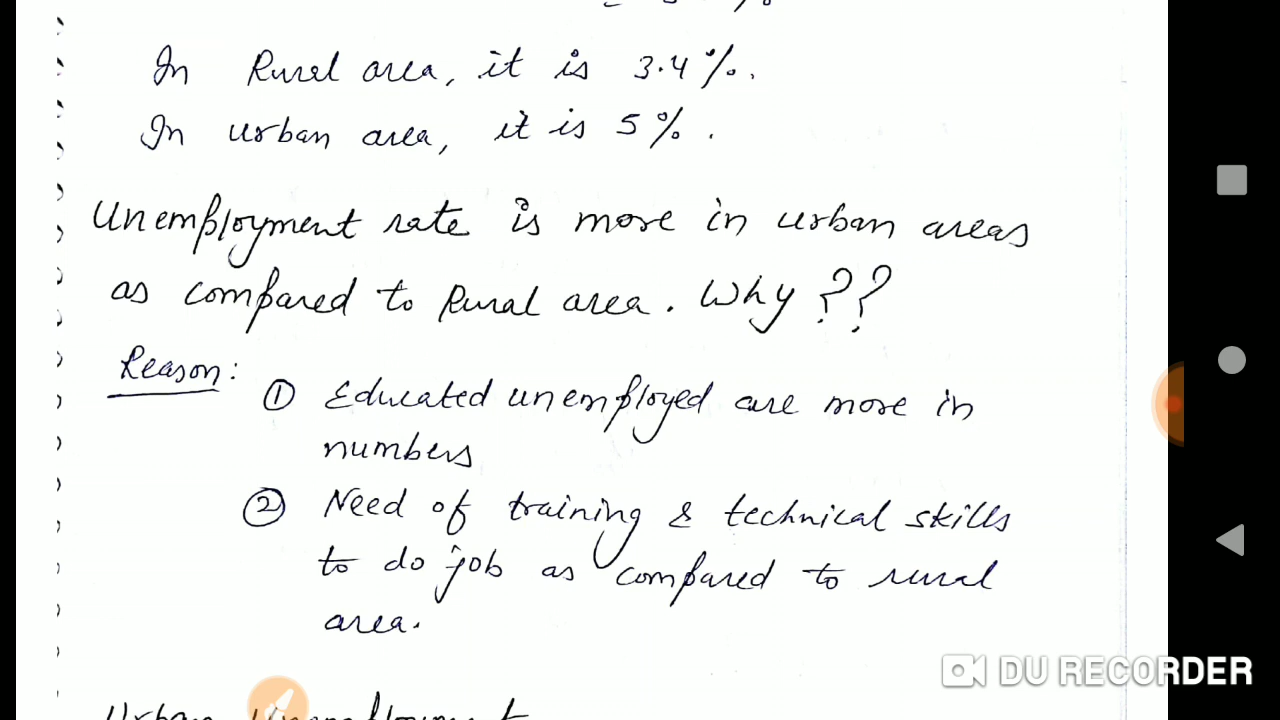 In Rural area, it is 3.4%.
In urban area, it is 5%.
Unemployment rate is more in urban areas
as compared to Rural area. Why ??
Reason:
① Educated unemployed are more in
numbers
② Need of training & technical skills
to do job as compared to rural
area.
Urban Unemployment
DU RECORDER